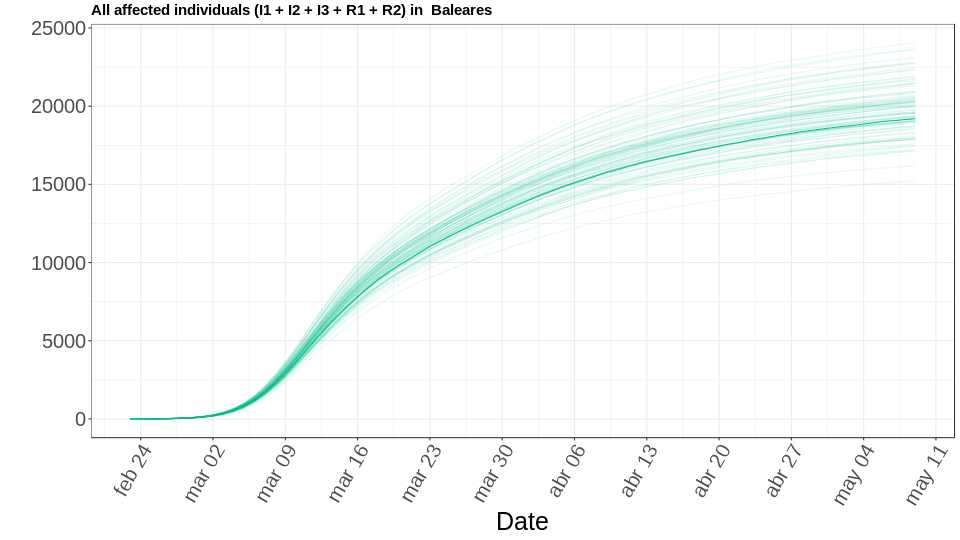 All affected individuals (I1 + I2 + I3 + R1 + R2) in  Baleares
25000
20000
15000
10000
5000
0
feb 24
mar 02
mar 09
mar 16
mar 23
mar 30
abr 06
abr 13
abr 20
abr 27
may 04
may 11
Date